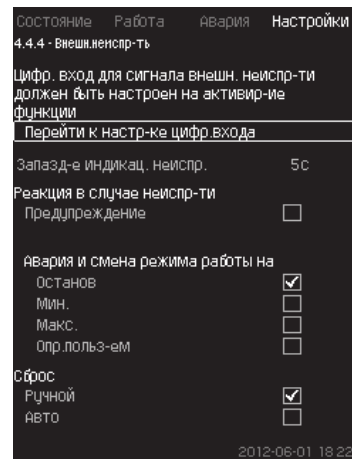 Состояние Работа Авария Настройки
4.4.4 - Внешн.неиспр-ть
Цифр. вход для сигнала внешн. неиспр-ти
должен быть настроен на активир-ие
функции
Перейти к настр-ке цифр.входа
Запазд-е индикац. неиспр. 5с
Реакция в случае неиспр-ти
Предупреждение
Авария и смена режима работы на
Останов
Мин.
Макс.
Опр.польз-ем
Сброс
Ручной
Авто
2012-06-01 18:22